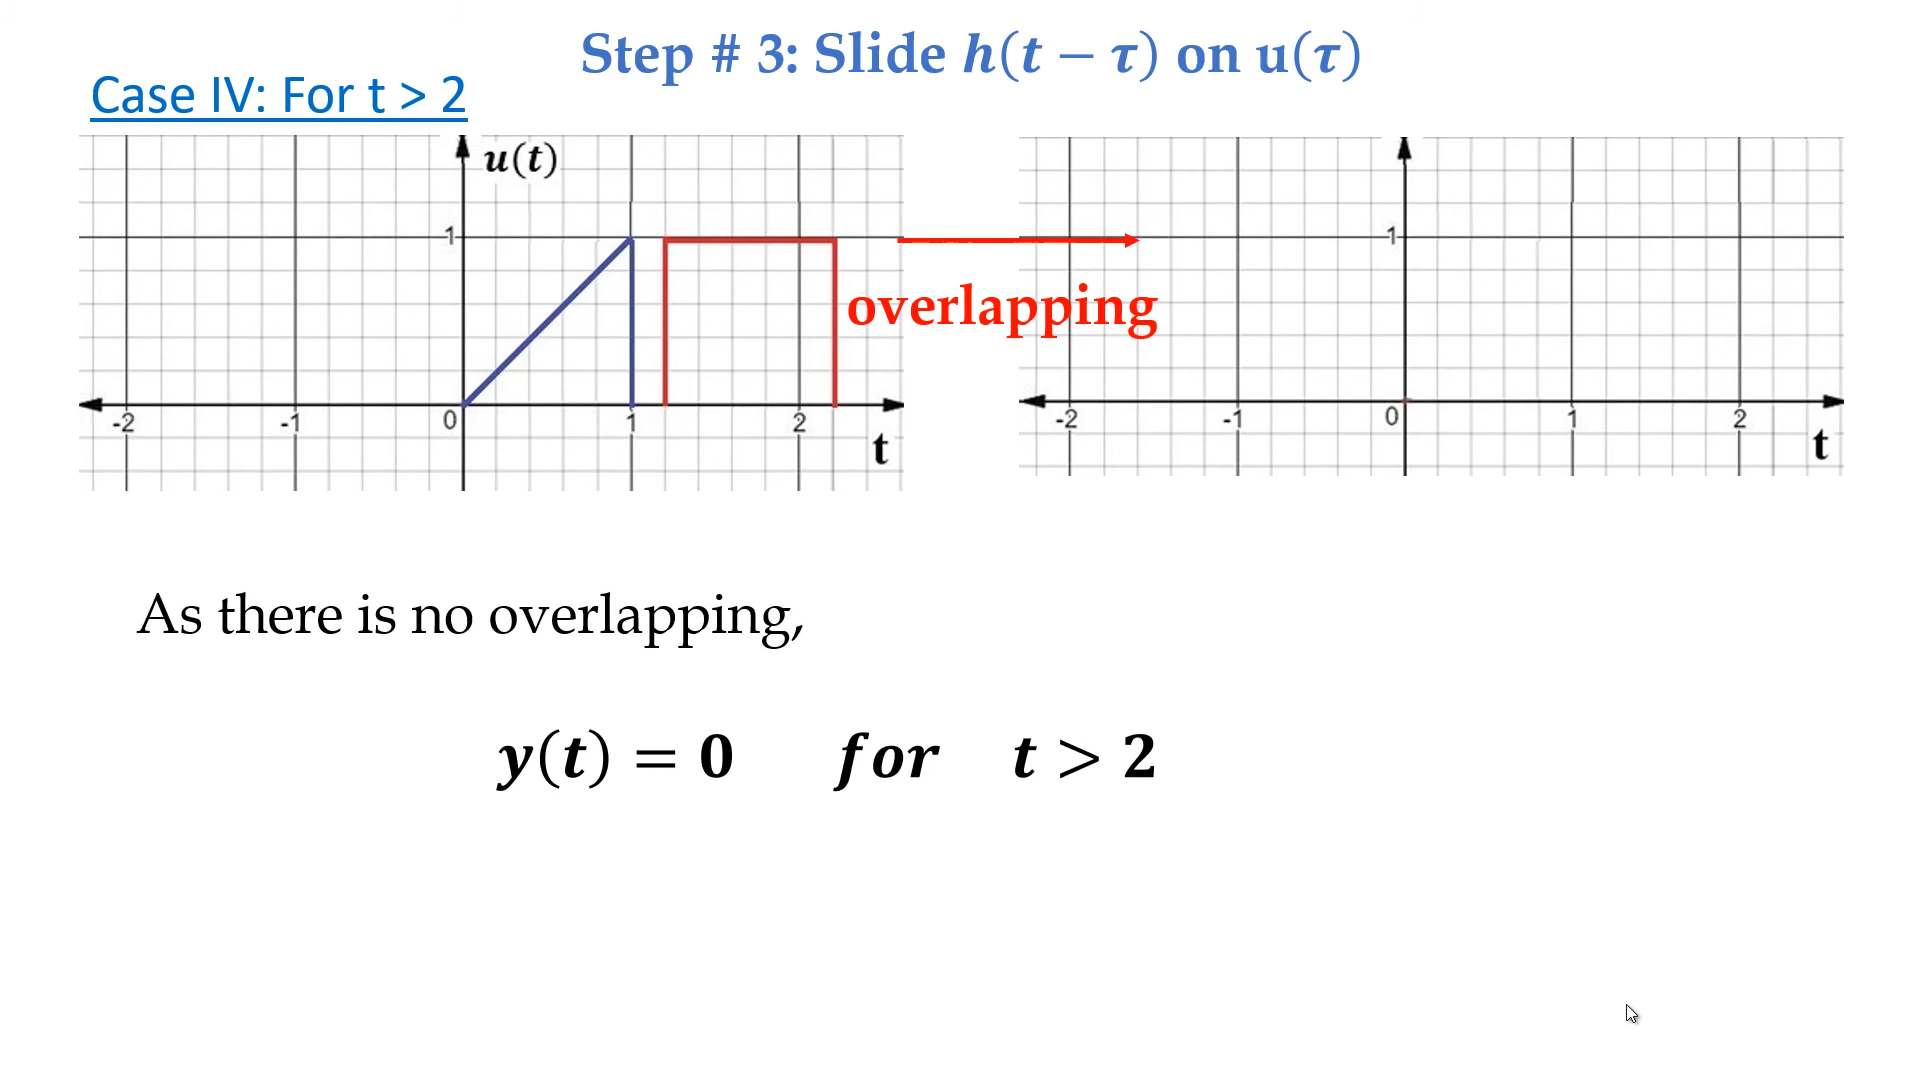 Step # 3: Slide h(t − τ) on u(τ)
Case IV: For t > 2
u(t)
1
-2 -1 0 1 2
t
overlapping
1
-2 -1 0 1 2
t
As there is no overlapping,
y(t) = 0 for t > 2